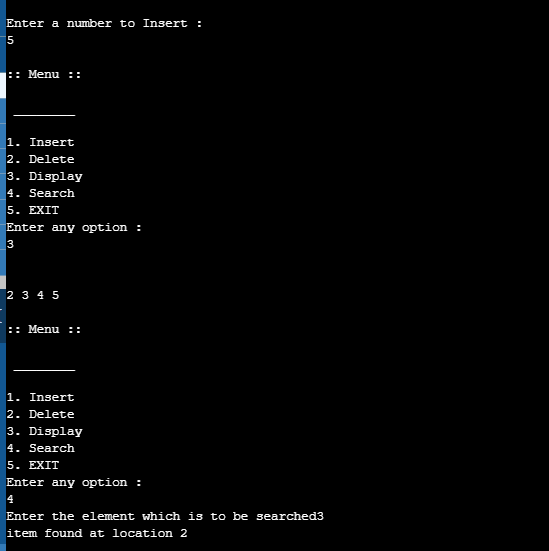 Enter a number to Insert :
5
:: Menu ::
_________
1. Insert
2. Delete
3. Display
4. Search
5. EXIT
Enter any option :
3
2 3 4 5
:: Menu ::
_________
1. Insert
2. Delete
3. Display
4. Search
5. EXIT
Enter any option :
4
Enter the element which is to be searched3
item found at location 2